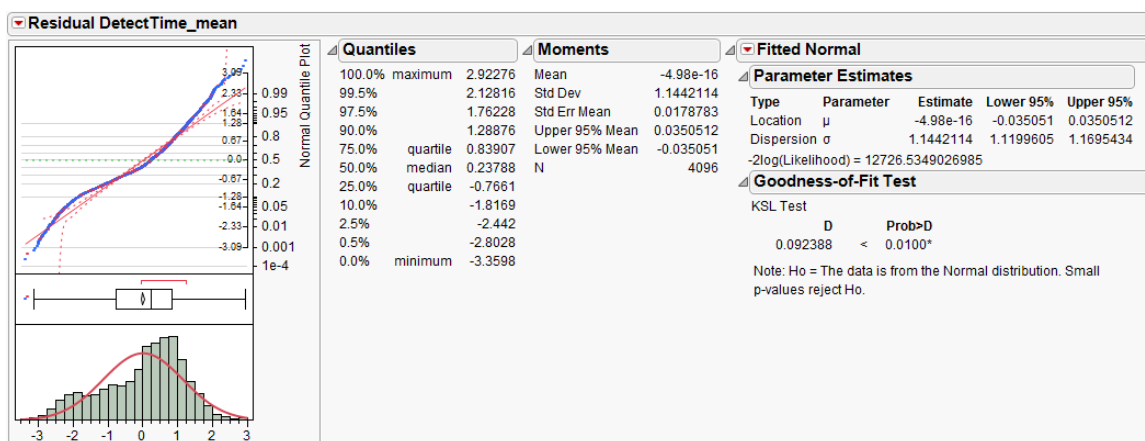 Residual DetectTime_mean
Normal Quantile Plot
3.09
2.33
1.64
1.28
0.67
0.0
-0.67
-1.28
-1.64
-2.33
-3.09
0.99
0.95
0.8
0.5
0.2
0.05
0.01
0.001
1e-4
-3 -2 -1 0 1 2 3
Quantiles
100.0% maximum 2.92276
99.5% 2.12816
97.5% 1.76228
90.0% 1.28876
75.0% quartile 0.83907
50.0% median 0.23788
25.0% quartile -0.7661
10.0% -1.8169
2.5% -2.442
0.5% -2.8028
0.0% minimum -3.3598
Moments
Mean -4.98e-16
Std Dev 1.1442114
Std Err Mean 0.0178783
Upper 95% Mean 0.0350512
Lower 95% Mean -0.035051
N 4096
Fitted Normal
Parameter Estimates
Type Parameter Estimate Lower 95% Upper 95%
Location μ -4.98e-16 -0.035051 0.0350512
Dispersion σ 1.1442114 1.1199605 1.1695434
-2log(Likelihood) = 12726.5349026985
Goodness-of-Fit Test
KSL Test
D Prob>D
0.092388 < 0.0100*
Note: Ho = The data is from the Normal distribution. Small
p-values reject Ho.